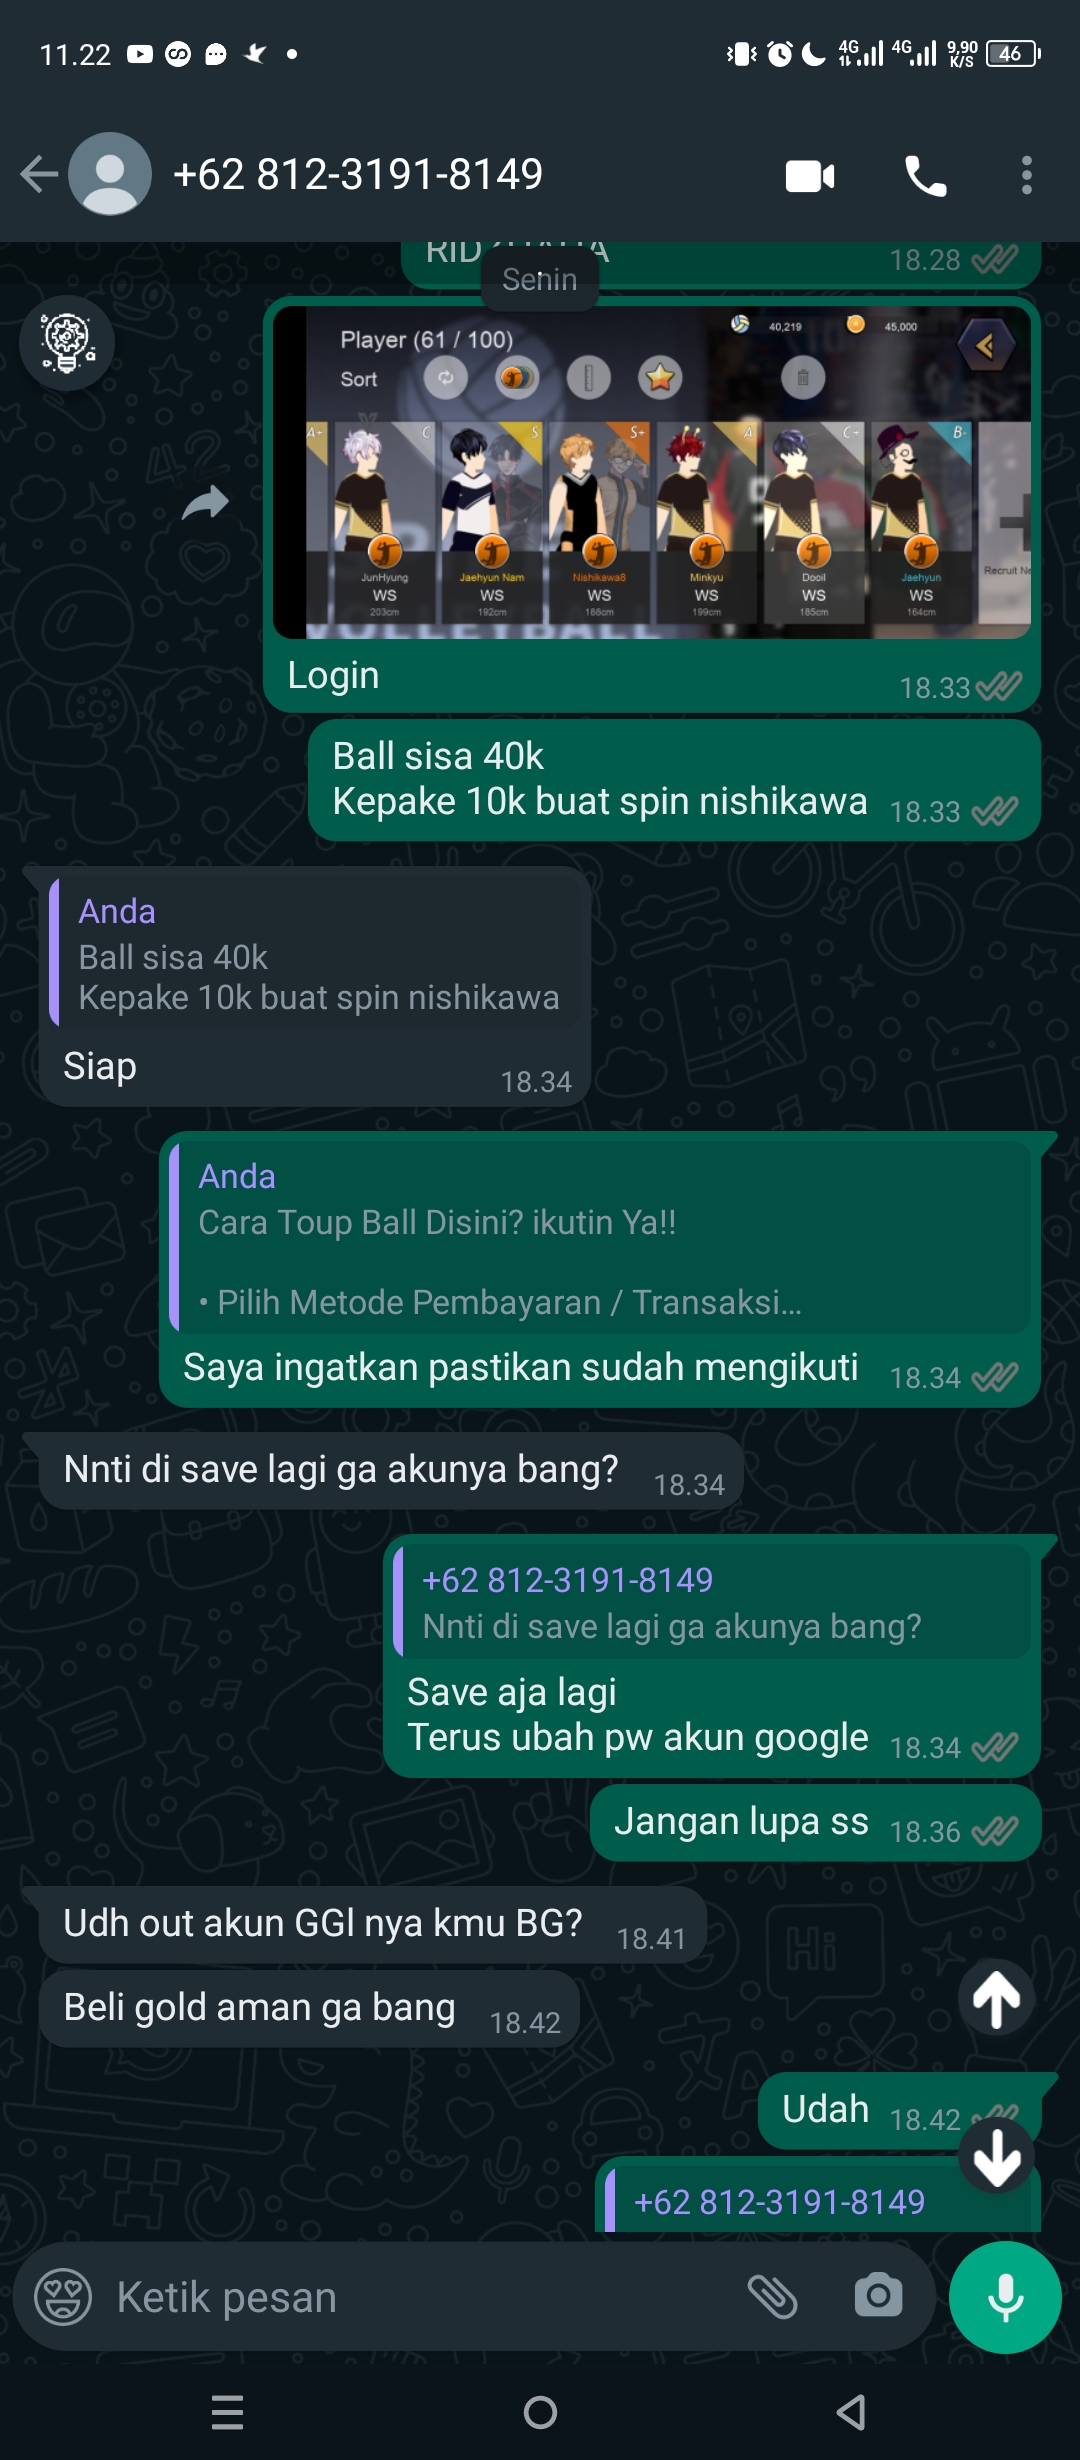 11.22
4G
4G
9,90
K/S
46
+62 812-3191-8149
18.28
Senin
Player (61 / 100)
40,219
45,000
Sort
A+
C
S
S+
A
C+
B-
JunHyung
Jaehyun Nam
Nishikawa8
Minkyu
Dooil
Jaehyun
Recruit Ne
WS
WS
WS
WS
WS
WS
203cm
192cm
188cm
199cm
185cm
164cm
Login
18.33
Ball sisa 40k
Kepake 10k buat spin nishikawa
18.33
Anda
Ball sisa 40k
Kepake 10k buat spin nishikawa
Siap
18.34
Anda
Cara Toup Ball Disini? ikutin Ya!!
• Pilih Metode Pembayaran / Transaksi...
Saya ingatkan pastikan sudah mengikuti
18.34
Nnti di save lagi ga akunya bang?
18.34
+62 812-3191-8149
Nnti di save lagi ga akunya bang?
Save aja lagi
Terus ubah pw akun google
18.34
Jangan lupa ss
18.36
Udh out akun GGl nya kmu BG?
18.41
Beli gold aman ga bang
18.42
Udah
18.42
+62 812-3191-8149
Ketik pesan